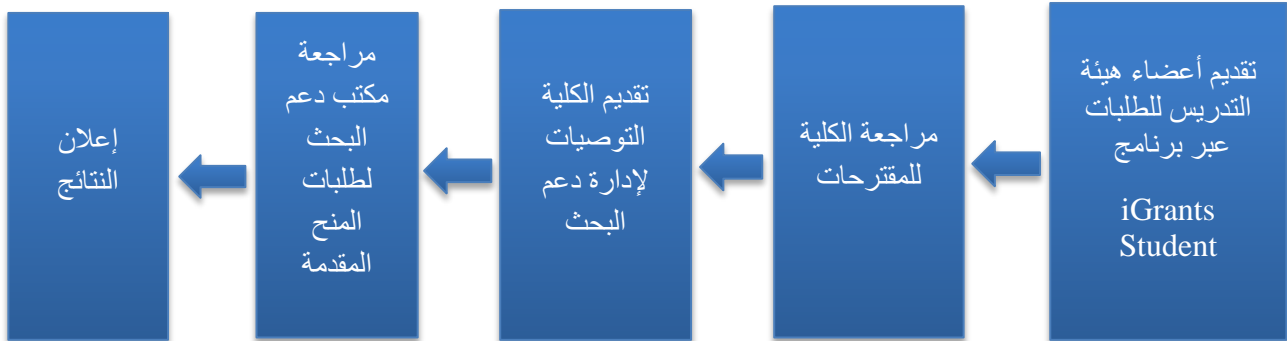 تقديم أعضاء هيئة
التدريس للطلبات
عبر برنامج
iGrants
Student
مراجعة الكلية
للمقترحات
تقديم الكلية
التوصيات
لإدارة دعم
البحث
مراجعة
مكتب دعم
البحث
لطلبات
المنح
المقدمة
إعلان
النتائج